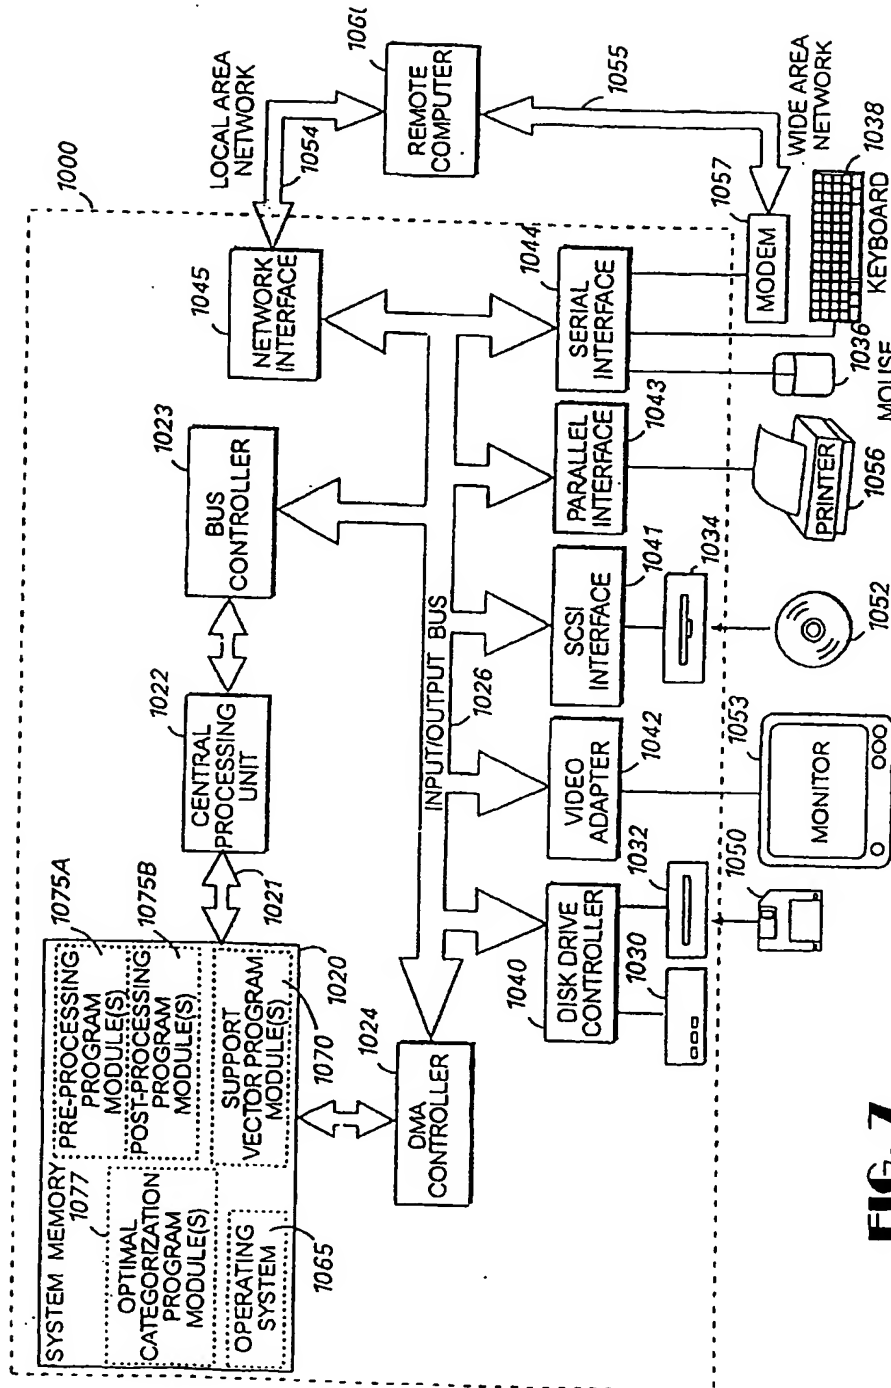 SYSTEM MEMORY
1077
PRE-PROCESSING
PROGRAM
MODULE(S)
1075A
POST-PROCESSING
PROGRAM
MODULE(S)
1075B
OPTIMAL
CATEGORIZATION
PROGRAM
MODULE(S)
SUPPORT
VECTOR PROGRAM
MODULE(S)
1020
1070
OPERATING
SYSTEM
1065
1021
CENTRAL
PROCESSING
UNIT
1022
BUS
CONTROLLER
1023
1000
NETWORK
INTERFACE
1045
LOCAL AREA
NETWORK
1054
REMOTE
COMPUTER
1055
DMA
CONTROLLER
1024
INPUT/OUTPUT BUS
1026
DISK DRIVE
CONTROLLER
1040
VIDEO
ADAPTER
1042
SCSI
INTERFACE
1041
PARALLEL
INTERFACE
1043
SERIAL
INTERFACE
1044
1030
1032
1034
MODEM
1057
WIDE AREA
NETWORK
1050
MONITOR
1053
1052
PRINTER
1056
MOUSE
1036
KEYBOARD
1038
FIG. 7